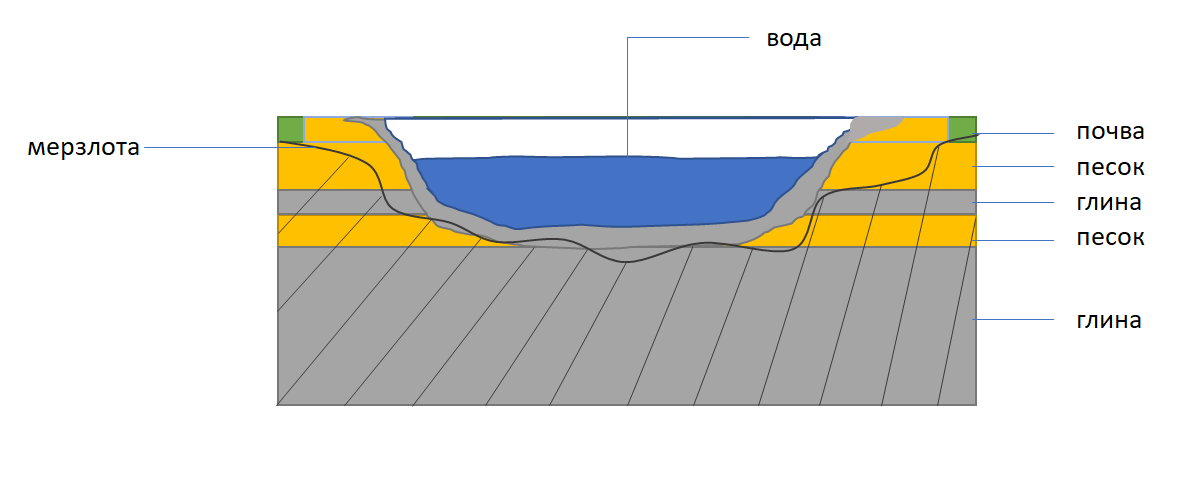 вода
почва
мерзлота
песок
глина
песок
глина